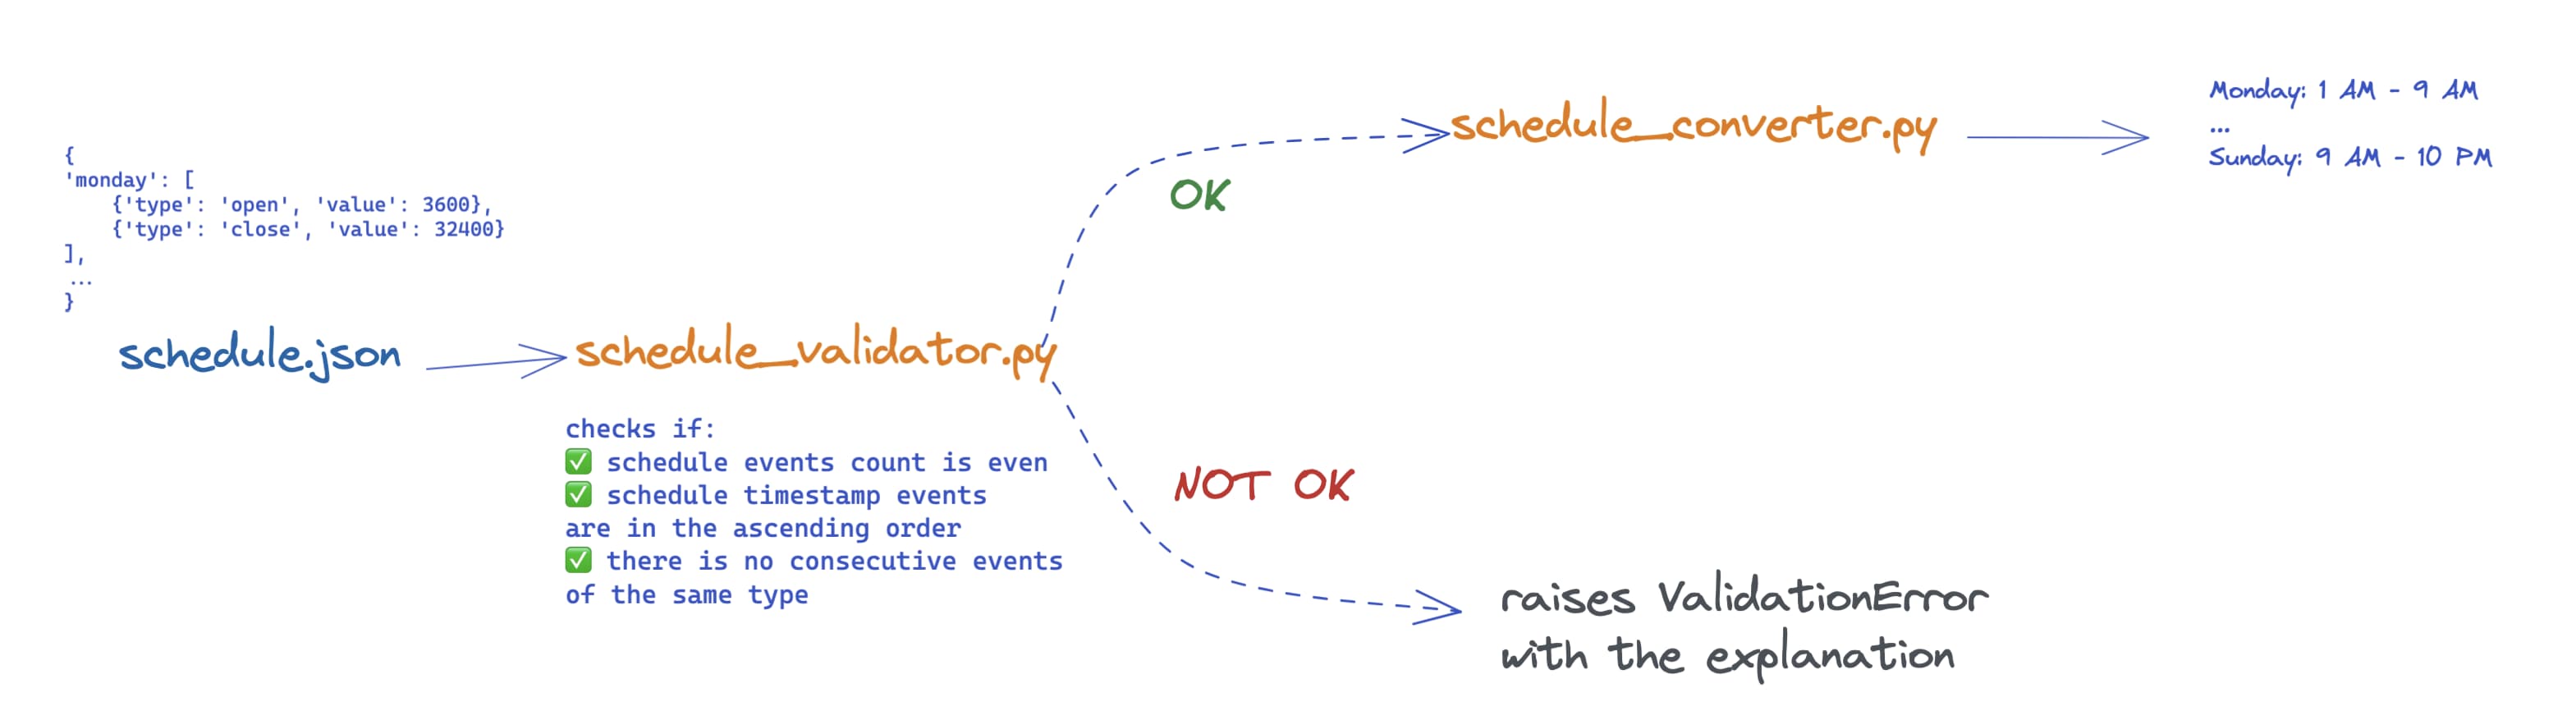 {
'monday': [
    {'type': 'open', 'value': 3600},
    {'type': 'close', 'value': 32400}
],
...
}
schedule.json
schedule_validator.py
checks if:
✅ schedule events count is even
✅ schedule timestamp events
are in the ascending order
✅ there is no consecutive events
of the same type
OK
schedule_converter.py
Monday: 1 AM - 9 AM
...
Sunday: 9 AM - 10 PM
NOT OK
raises ValidationError
with the explanation